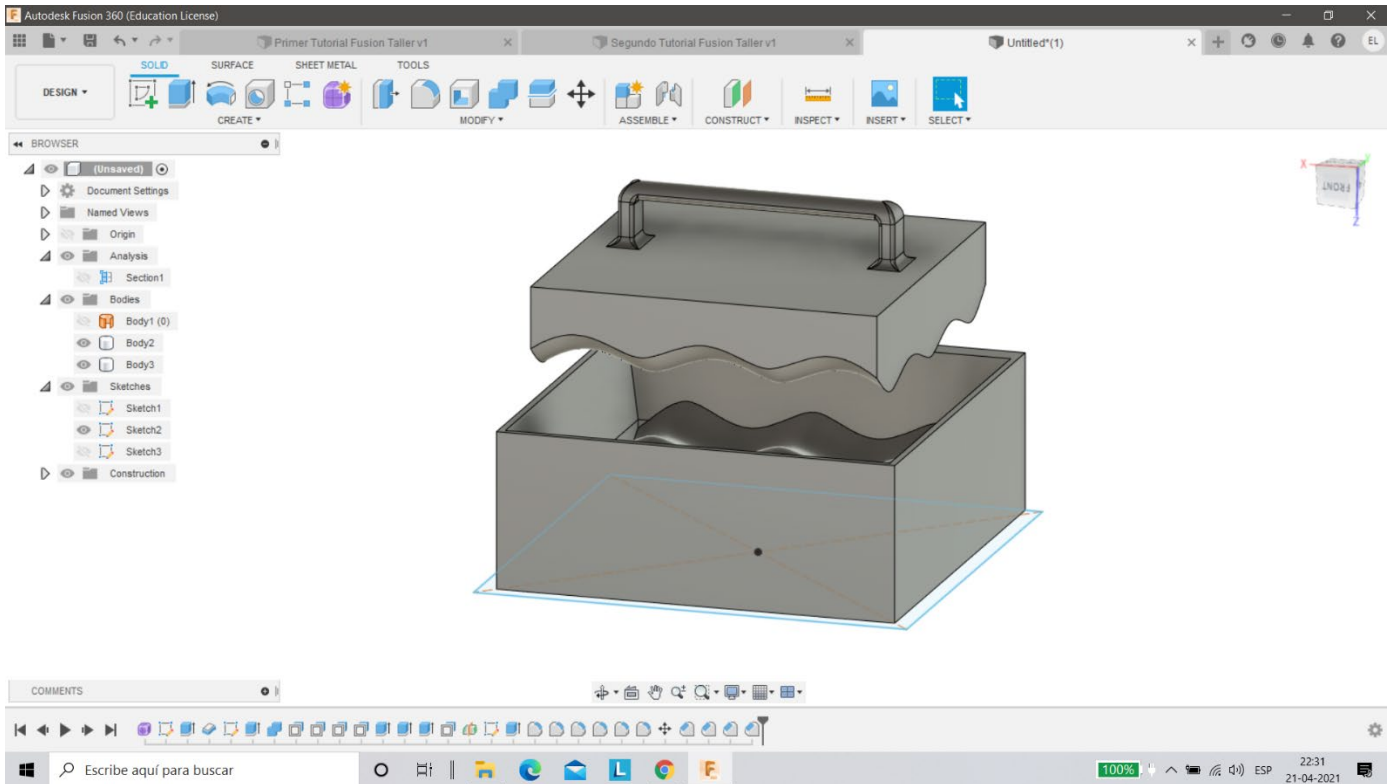 Autodesk Fusion 360 (Education License)
Primer Tutorial Fusion Taller v1
Segundo Tutorial Fusion Taller v1
Untitled*(1)
EL
SOLID SURFACE SHEET METAL TOOLS
DESIGN
CREATE MODIFY ASSEMBLE CONSTRUCT INSPECT INSERT SELECT
BROWSER
(Unsaved)
Document Settings
Named Views
Origin
Analysis
Section1
Bodies
Body1 (0)
Body2
Body3
Sketches
Sketch1
Sketch2
Sketch3
Construction
X
Y
FRONT
Z
COMMENTS
Escribe aquí para buscar
100%
ESP
22:31
21-04-2021